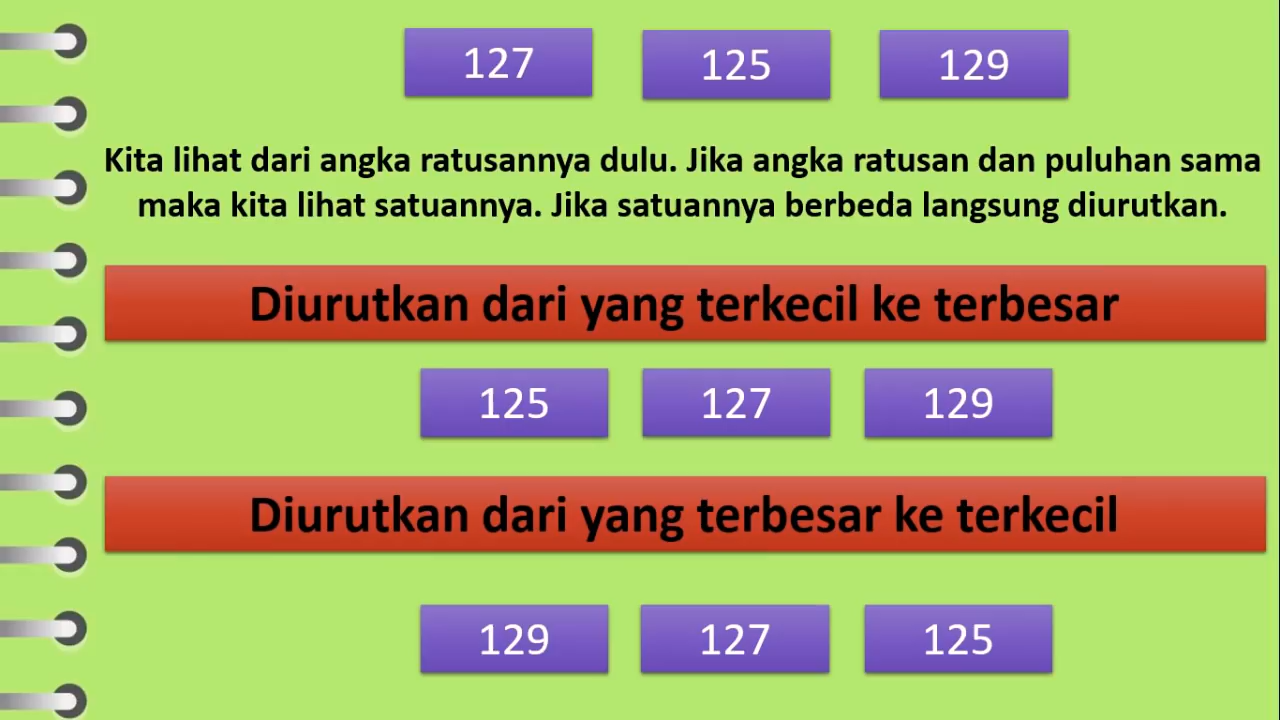 127 125 129
Kita lihat dari angka ratusannya dulu. Jika angka ratusan dan puluhan sama
maka kita lihat satuannya. Jika satuannya berbeda langsung diurutkan.
Diurutkan dari yang terkecil ke terbesar
125 127 129
Diurutkan dari yang terbesar ke terkecil
129 127 125